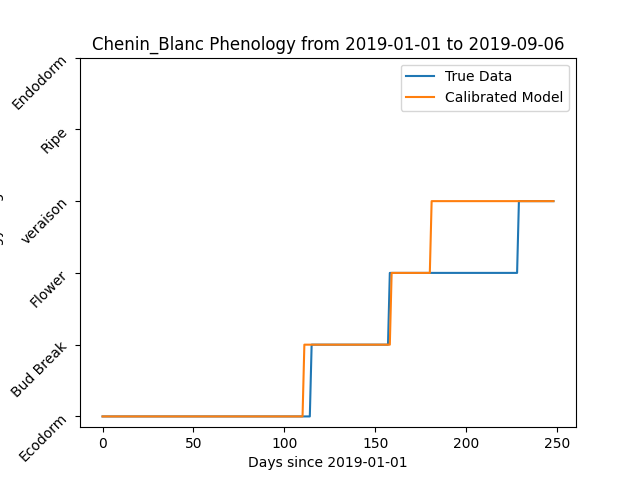 Chenin_Blanc Phenology from 2019-01-01 to 2019-09-06
True Data
Calibrated Model
Endodorm
Ripe
veraison
Flower
Bud Break
Ecodorm
0 50 100 150 200 250
Days since 2019-01-01